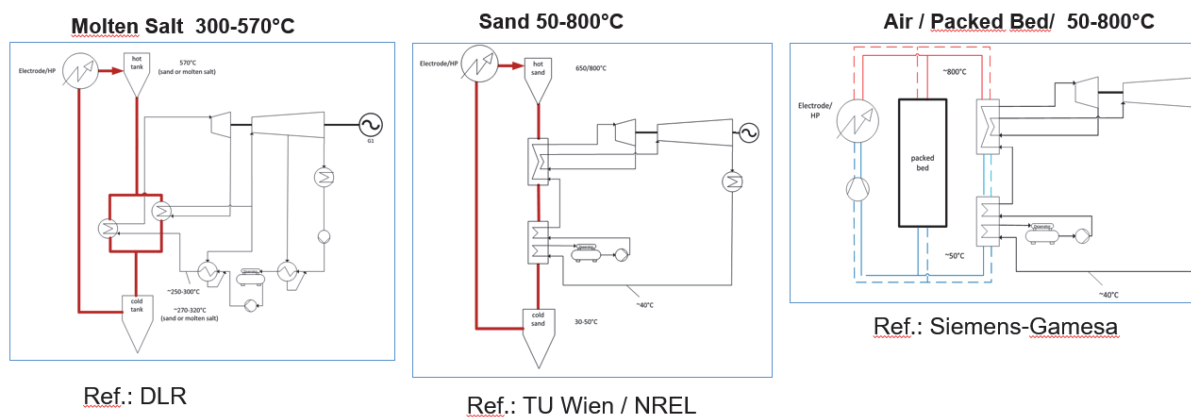 Molten Salt 300-570°C
Electrode/HP
hot
tank
570°C
(sand or molten salt)
G1
~250-300°C
cold
tank
~270-320°C
(sand or molten salt)
Ref.: DLR
Sand 50-800°C
Electrode/HP
hot
sand
650/800°C
~40°C
cold
sand
30-50°C
Ref.: TU Wien / NREL
Air / Packed Bed/ 50-800°C
~800°C
Electrode/
HP
packed
bed
~50°C
~40°C
Ref.: Siemens-Gamesa